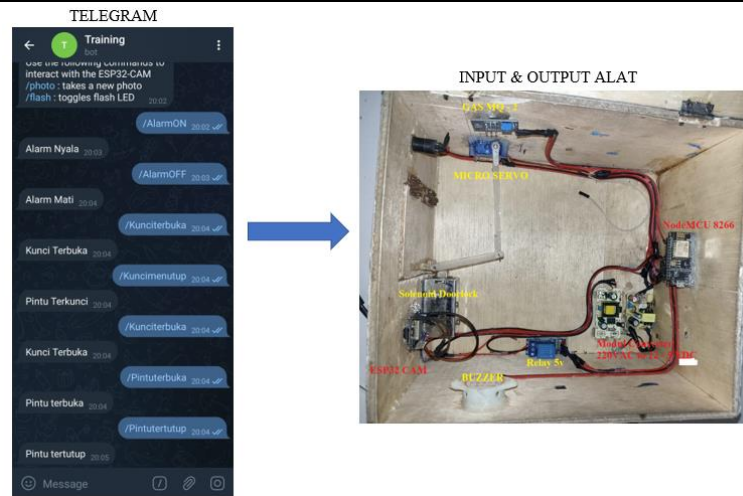 TELEGRAM
Training
bot
Use the following commands to
interact with the ESP32-CAM
/photo : takes a new photo
/flash : toggles flash LED 20:02
/AlarmON 20:02
Alarm Nyala 20:03
/AlarmOFF 20:03
Alarm Mati 20:04
/Kunciterbuka 20:04
Kunci Terbuka 20:04
/Kuncimenutup 20:04
Pintu Terkunci 20:04
/Kunciterbuka 20:04
Kunci Terbuka 20:04
/Pintuterbuka 20:04
Pintu terbuka 20:04
/Pintutertutup 20:04
Pintu tertutup 20:05
Message
INPUT & OUTPUT ALAT
GAS MQ - 2
MICRO SERVO
NodeMCU 8266
Solenoid Doorlock
ESP32 CAM
Relay 5v
BUZZER
220VAC